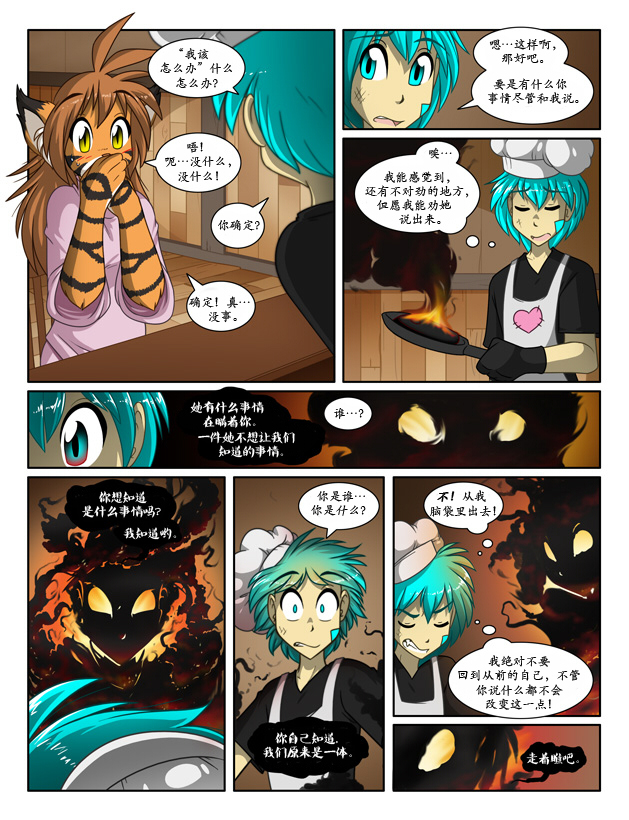 “我该
怎么办”什么
怎么办？
唔！
呃…没什么，
没什么！
你确定？
确定！真…
没事。
嗯…这样啊，
那好吧。
要是有什么你
事情尽管和我说。
唉…
我能感觉到，
还有不对劲的地方，
但愿我能劝她
说出来。
她有什么事情
在瞒着你。
一件她不想让我们
知道的事情。
谁…？
你想知道
是什么事情吗？
我知道哟。
你是谁…
你是什么？
你自己知道，
我们原来是一体。
不！从我
脑袋里出去！
我绝对不要
回到从前的自己，不管
你说什么都不会
改变这一点！
走着瞧吧。